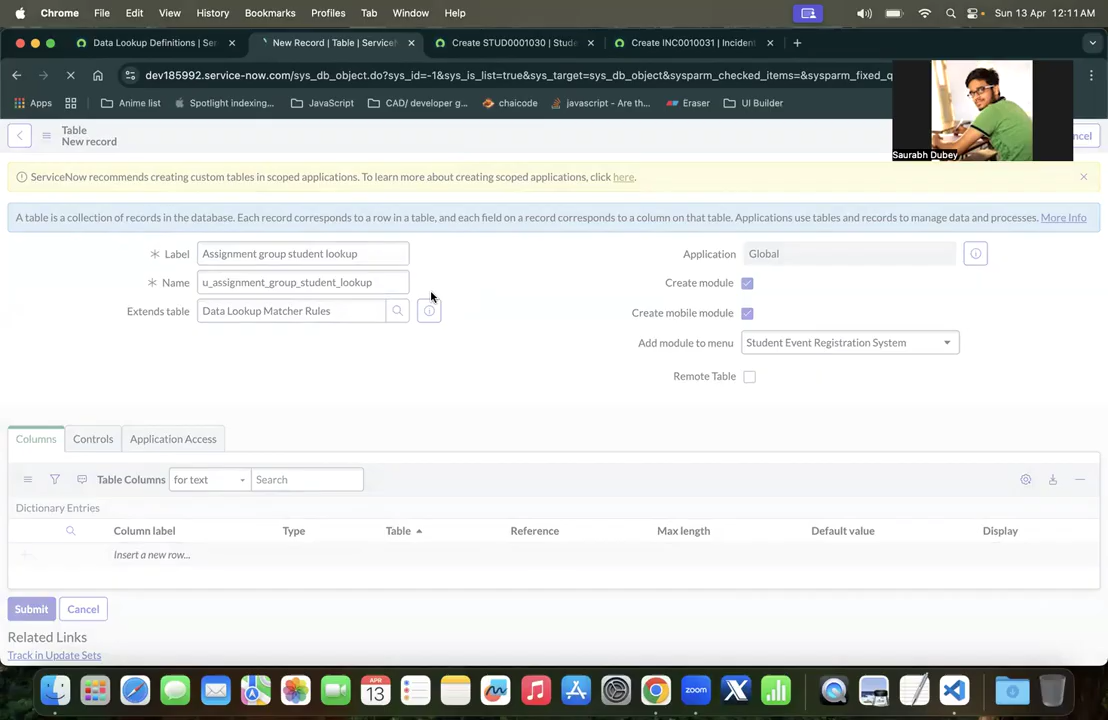 Chrome File Edit View History Bookmarks Profiles Tab Window Help Sun 13 Apr 12:11 AM
Data Lookup Definitions | Ser New Record | Table | ServiceN Create STUD0001030 | Stude Create INC0010031 | Incident
dev185992.service-now.com/sys_db_object.do?sys_id=-1&sys_is_list=true&sys_target=sys_db_object&sysparm_checked_items=&sysparm_fixed_q
Apps Anime list Spotlight indexing... JavaScript CAD/ developer g... chaicode javascript - Are th... Eraser UI Builder
Table
New record
ncel
Saurabh Dubey
ServiceNow recommends creating custom tables in scoped applications. To learn more about creating scoped applications, click here.
A table is a collection of records in the database. Each record corresponds to a row in a table, and each field on a record corresponds to a column on that table. Applications use tables and records to manage data and processes. More Info
Label Assignment group student lookup Application Global
Name u_assignment_group_student_lookup Create module
Extends table Data Lookup Matcher Rules Create mobile module
Add module to menu Student Event Registration System
Remote Table
Columns Controls Application Access
Table Columns for text Search
Dictionary Entries
Column label Type Table Reference Max length Default value Display
Insert a new row...
Submit Cancel
Related Links
Track in Update Sets
APR
13
zoom